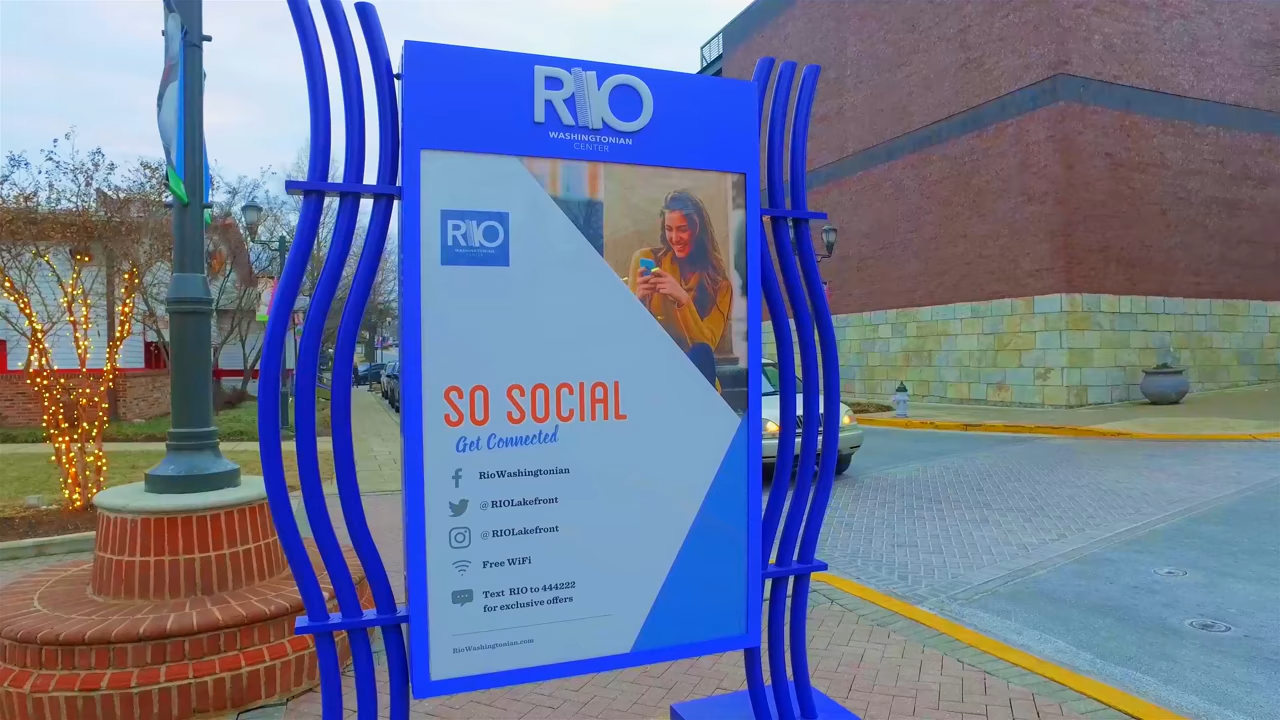 RIO
WASHINGTONIAN
CENTER
RIO
SO SOCIAL
Get Connected
RioWashingtonian
@RIOLakefront
@RIOLakefront
Free WiFi
Text RIO to 444222
for exclusive offers
RioWashingtonian.com